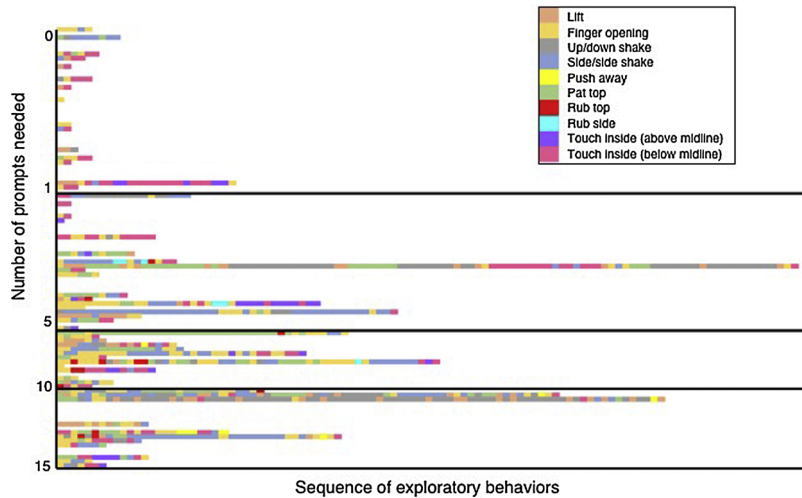 Lift
Finger opening
Up/down shake
Side/side shake
Push away
Pat top
Rub top
Rub side
Touch inside (above midline)
Touch inside (below midline)
Number of prompts needed
0
1
5
10
15
Sequence of exploratory behaviors